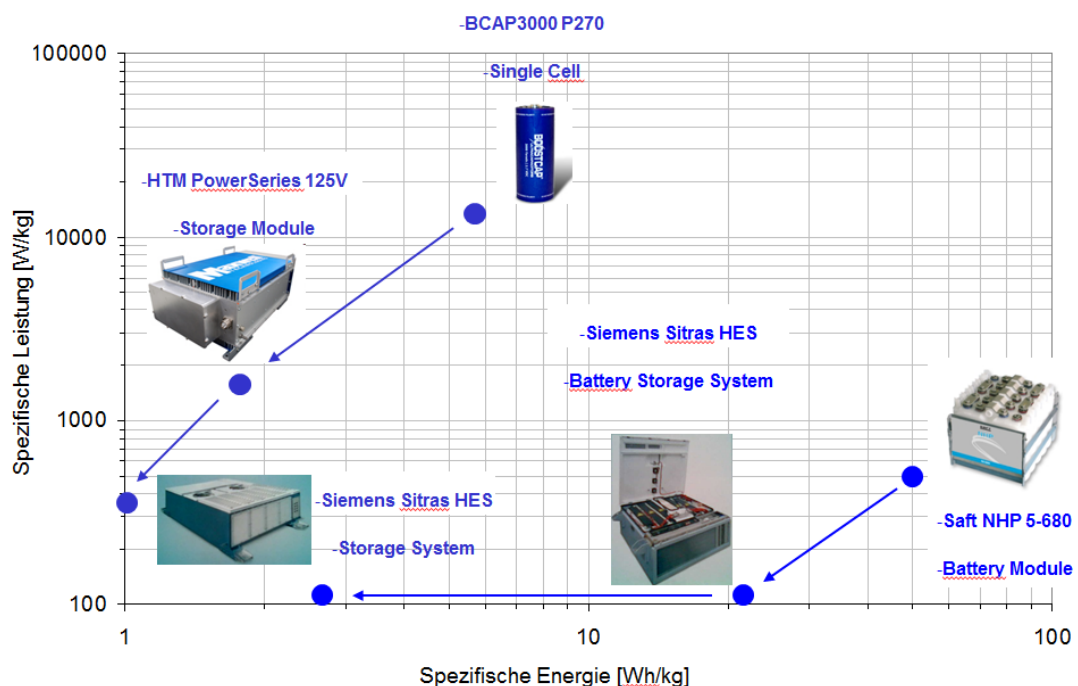 -BCAP3000 P270
-Single Cell
100000
-HTM PowerSeries 125V
-Storage Module
BOOSTCAP
10000
-Siemens Sitras HES
-Battery Storage System
1000
-Siemens Sitras HES
-Storage System
-Saft NHP 5-680
-Battery Module
100
1
10
100
Spezifische Leistung [W/kg]
Spezifische Energie [Wh/kg]